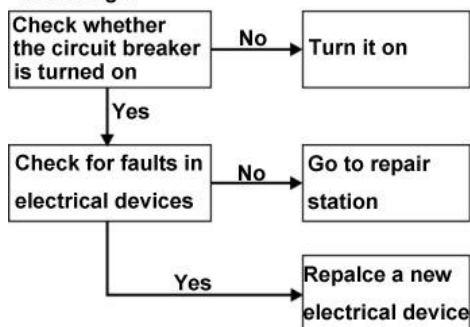 Check whether
the circuit breaker
is turned on
No
Turn it on
Yes
Check for faults in
electrical devices
No
Go to repair
station
Yes
Repalce a new
electrical device